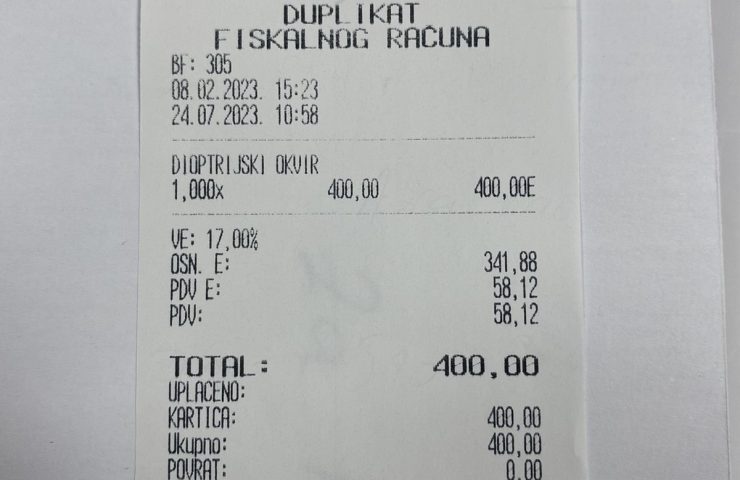 DUPLIKAT
FISKALNOG RAČUNA
BF: 305
08.02.2023. 15:23
24.07.2023. 10:58
DIOPTRIJSKI OKVIR
1,000x 400,00 400,00E
VE: 17,00%
OSN. E: 341,88
PDV E: 58,12
PDV: 58,12
TOTAL: 400,00
UPLAĆENO:
KARTICA: 400,00
Ukupno: 400,00
POVRAT: 0,00